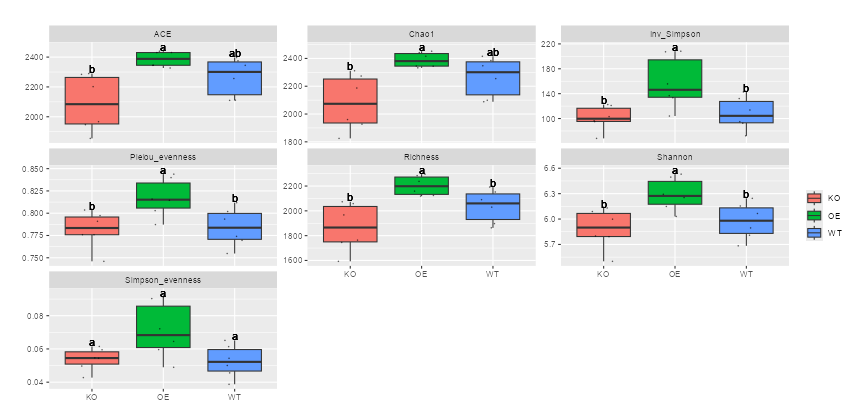 ACE
Chao1
Inv_Simpson
2400
2200
2000
b
a
ab
2400
2200
2000
1800
b
a
ab
220
180
140
100
b
a
b
Pielou_evenness
Richness
Shannon
0.850
0.825
0.800
0.775
0.750
b
a
b
2200
2000
1800
1600
b
a
b
6.6
6.3
6.0
5.7
b
a
b
KO
OE
WT
KO OE WT
KO OE WT
Simpson_evenness
0.08
0.06
0.04
a
a
a
KO OE WT